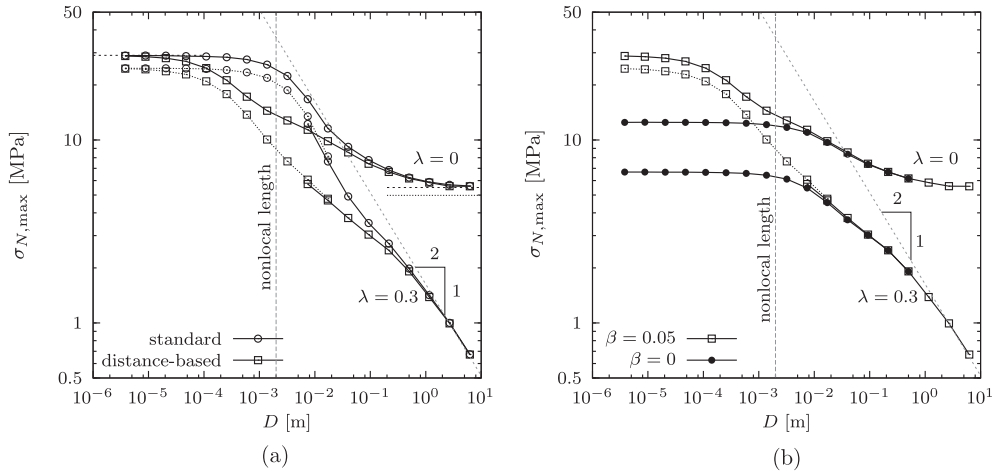 50
10
1
0.5
σN,max [MPa]
λ = 0
nonlocal length
2
1
λ = 0.3
standard
distance-based
10−6 10−5 10−4 10−3 10−2 10−1 100 101
D [m]
(a)
50
10
1
0.5
σN,max [MPa]
λ = 0
nonlocal length
2
1
λ = 0.3
β = 0.05
β = 0
10−6 10−5 10−4 10−3 10−2 10−1 100 101
D [m]
(b)